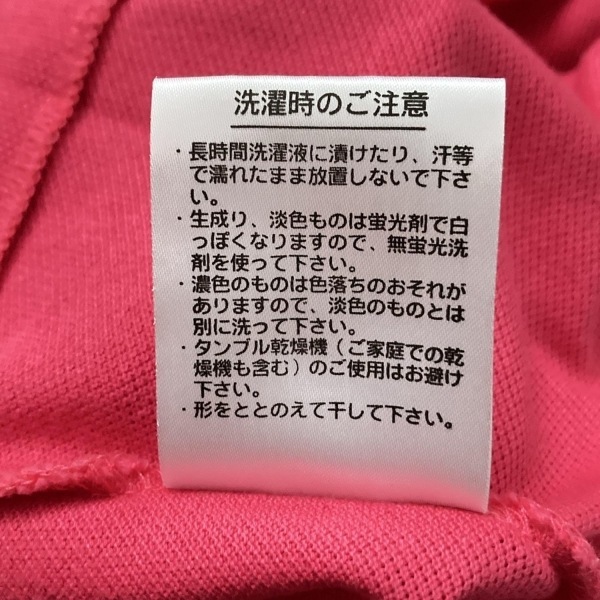 洗濯時のご注意
・長時間洗濯液に漬けたり、汗等
で濡れたまま放置しないで下さ
い。
・生成り、淡色ものは蛍光剤で白
っぽくなりますので、無蛍光洗
剤を使って下さい。
・濃色のものは色落ちのおそれが
ありますので、淡色のものとは
別に洗って下さい。
・タンブル乾燥機（ご家庭での乾
燥機も含む）のご使用はお避け
下さい。
・形をととのえて干して下さい。